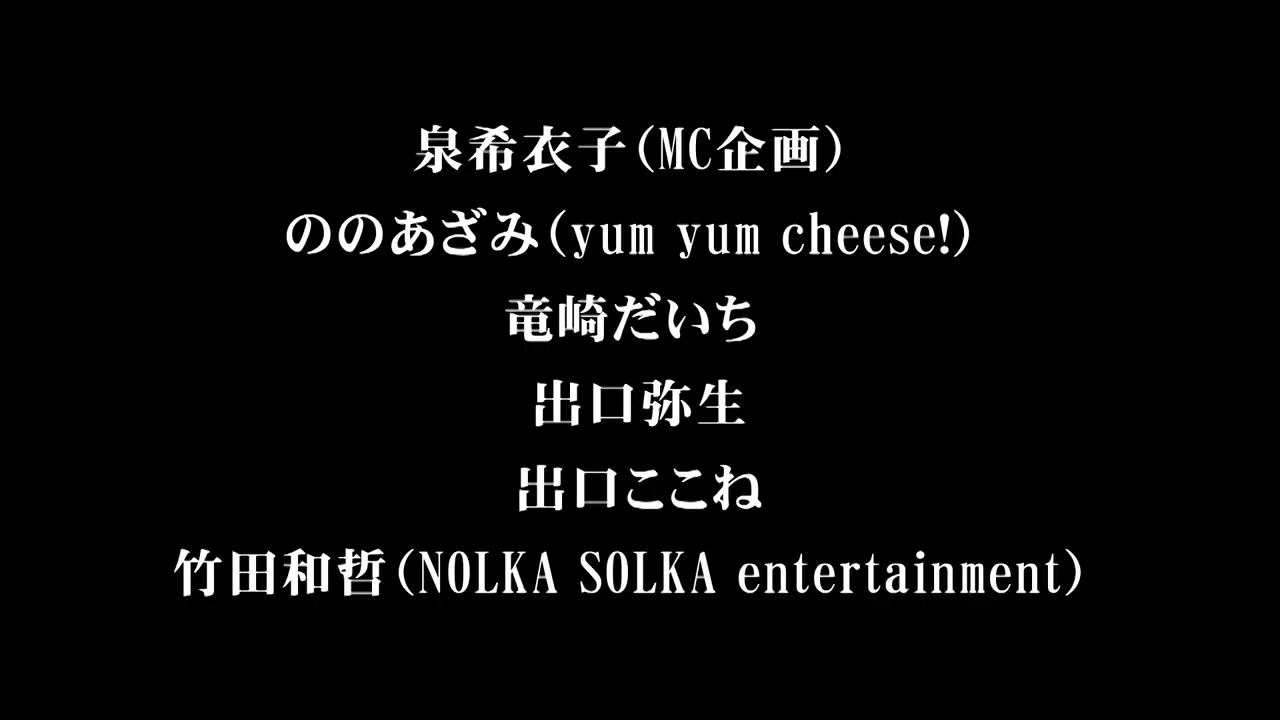 泉希衣子(MC企画)
ののあざみ(yum yum cheese!)
竜崎だいち
出口弥生
出口ここね
竹田和哲(NOLKA SOLKA entertainment)